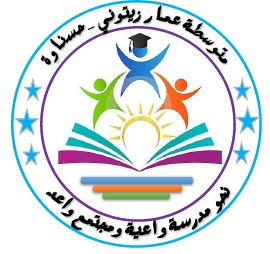 متوسطة عمار زيتوني - حسناوة
نحو مدرسة واعية ومجتمع واعد